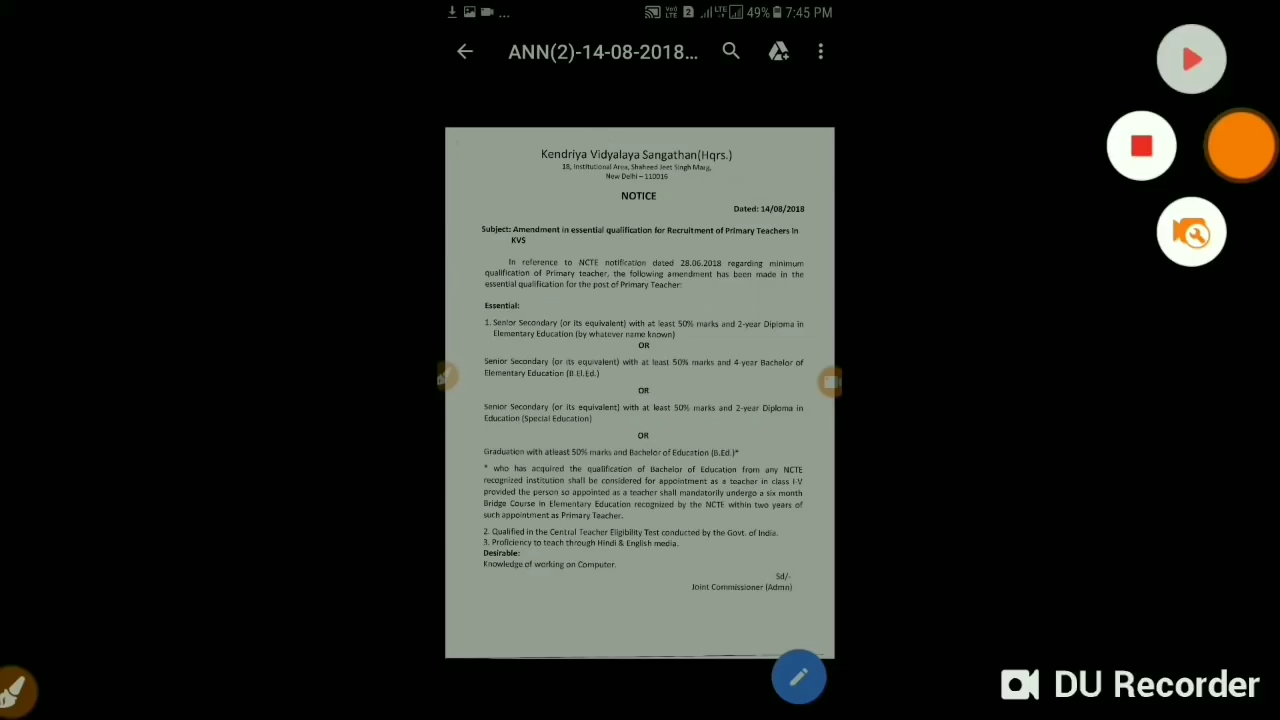 49% 7:45 PM
ANN(2)-14-08-2018...
Kendriya Vidyalaya Sangathan(Hqrs.)
18, Institutional Area, Shaheed Jeet Singh Marg,
New Delhi – 110016
NOTICE
Dated: 14/08/2018
Subject: Amendment in essential qualification for Recruitment of Primary Teachers in
KVS
In reference to NCTE notification dated 28.06.2018 regarding minimum
qualification of Primary teacher, the following amendment has been made in the
essential qualification for the post of Primary Teacher:
Essential:
1. Senior Secondary (or its equivalent) with at least 50% marks and 2-year Diploma in
Elementary Education (by whatever name known)
OR
Senior Secondary (or its equivalent) with at least 50% marks and 4-year Bachelor of
Elementary Education (B.El.Ed.)
OR
Senior Secondary (or its equivalent) with at least 50% marks and 2-year Diploma in
Education (Special Education)
OR
Graduation with atleast 50% marks and Bachelor of Education (B.Ed.)*
* who has acquired the qualification of Bachelor of Education from any NCTE
recognized institution shall be considered for appointment as a teacher in class I-V
provided the person so appointed as a teacher shall mandatorily undergo a six month
Bridge Course in Elementary Education recognized by the NCTE within two years of
such appointment as Primary Teacher.
2. Qualified in the Central Teacher Eligibility Test conducted by the Govt. of India.
3. Proficiency to teach through Hindi & English media.
Desirable:
Knowledge of working on Computer.
Sd/-
Joint Commissioner (Admn)
DU Recorder